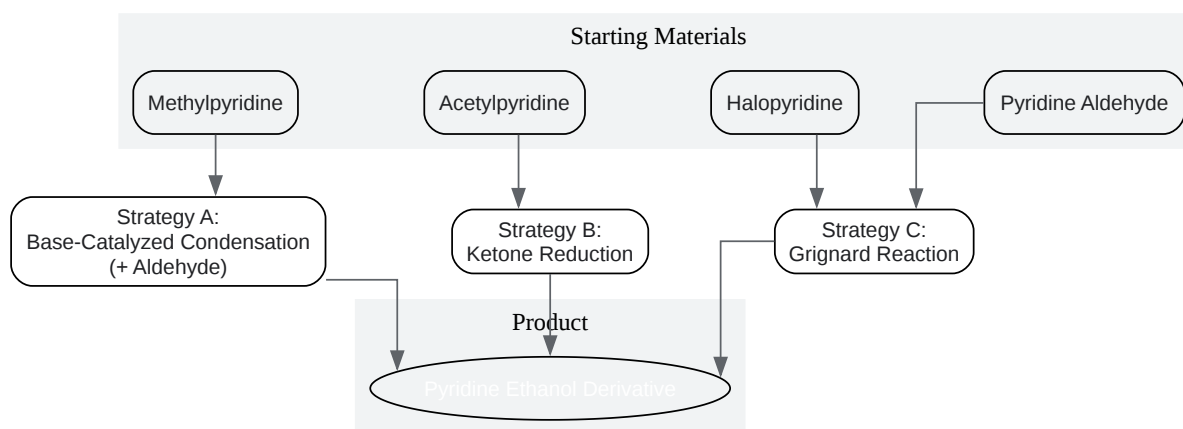 Starting Materials
Methylpyridine
Acetylpyridine
Halopyridine
Pyridine Aldehyde
Strategy A:
Base-Catalyzed Condensation
(+ Aldehyde)
Strategy B:
Ketone Reduction
Strategy C:
Grignard Reaction
Product
Pyridine Ethanol Derivative